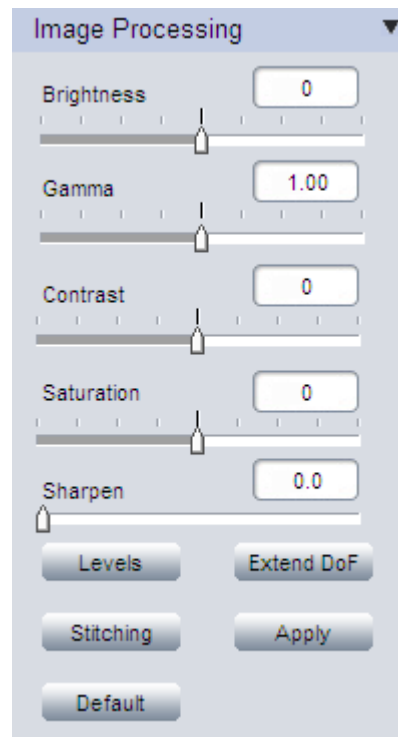 Image Processing
Brightness 0
Gamma 1.00
Contrast 0
Saturation 0
Sharpen 0.0
Levels Extend DoF
Stitching Apply
Default